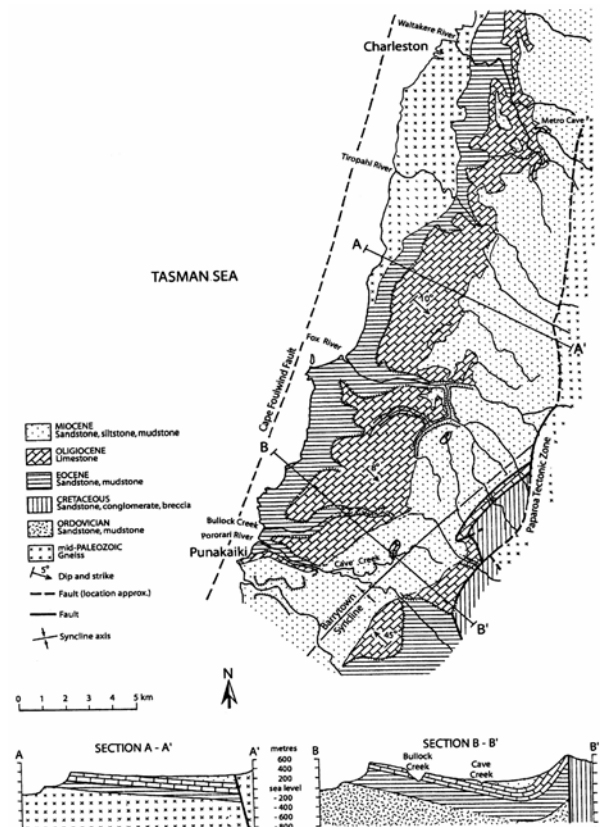 Waitakere River
Charleston
Metro Cave
Tiropahi River
A
TASMAN SEA
10°
A'
Fox River
Cape Foulwind Fault
B
6°
Paparoa Tectonic Zone
Bullock Creek
Pororari River
Punakaiki
Cave Creek
Barrytown
Syncline
45°
B'
MIOCENE
Sandstone, siltstone, mudstone
OLIGIOCENE
Limestone
EOCENE
Sandstone, mudstone
CRETACEOUS
Sandstone, conglomerate, breccia
ORDOVICIAN
Sandstone, mudstone
mid-PALEOZOIC
Gneiss
5°
Dip and strike
Fault (location approx.)
Fault
Syncline axis
N
0 1 2 3 4 5 km
SECTION A - A'
A
A'
metres
600
400
200
sea level
- 200
- 400
- 600
- 800
SECTION B - B'
B
B'
Bullock
Creek
Cave
Creek